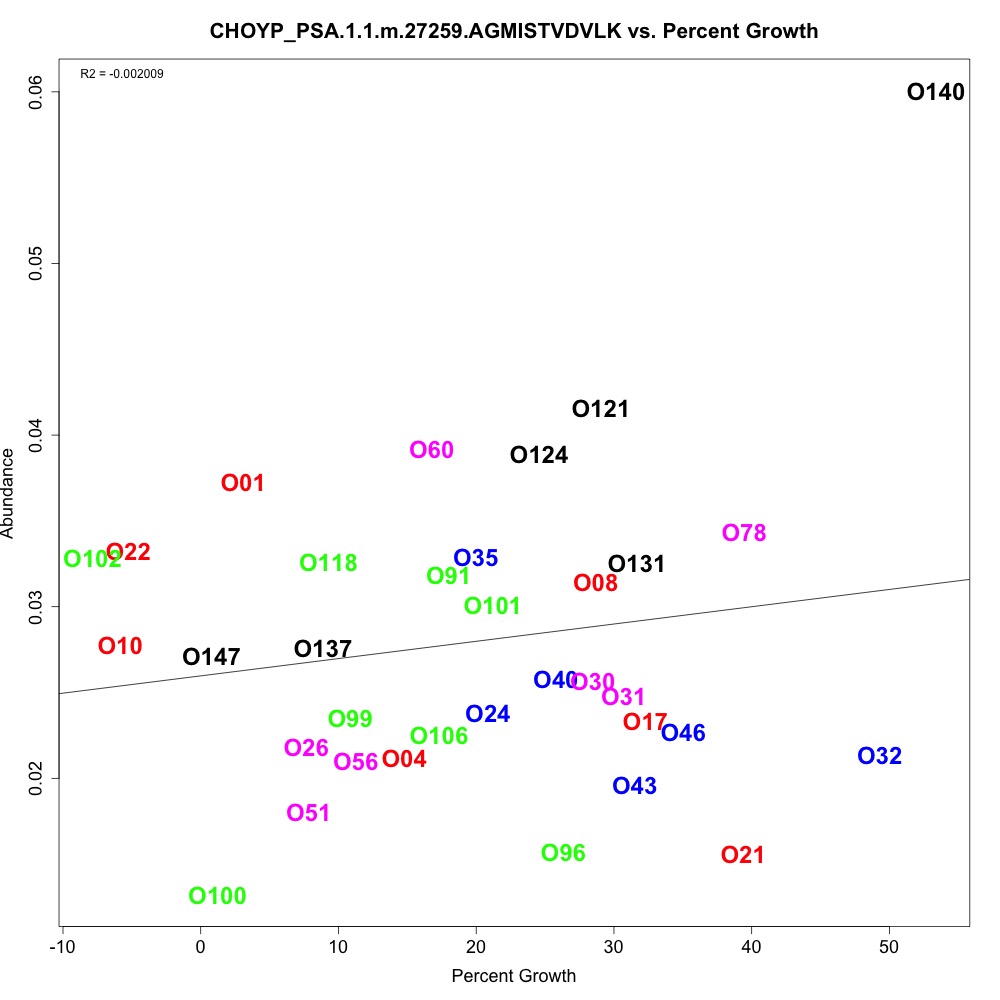 CHOYP_PSA.1.1.m.27259.AGMISTVDVLK vs. Percent Growth
R2 = -0.002009
0.06
O140
0.05
O121
0.04
O60
O124
O01
O78
O22
O102
O118
O35
O131
O91
O08
0.03
O101
O10
O137
O147
O40
O30
O31
O24
O99
O17
O46
O106
O26
O56
O04
O32
0.02
O43
O51
O96
O21
O100
-10 0 10 20 30 40 50
Percent Growth
Abundance